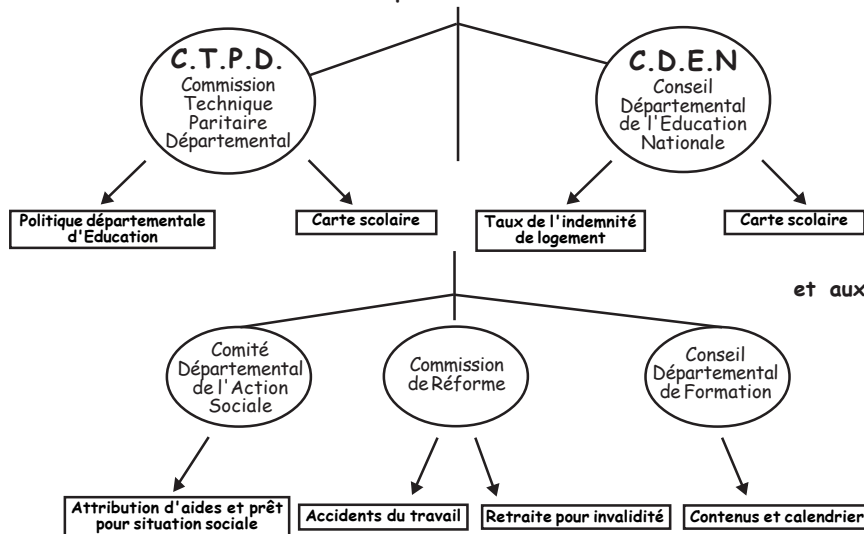 C.T.P.D.
Commission
Technique
Paritaire
Départemental
C.D.E.N
Conseil
Départemental
de l'Education
Nationale
Politique départementale
d'Education
Carte scolaire
Taux de l'indemnité
de logement
Carte scolaire
et aux
Comité
Départemental
de l'Action
Sociale
Commission
de Réforme
Conseil
Départemental
de Formation
Attribution d'aides et prêt
pour situation sociale
Accidents du travail
Retraite pour invalidité
Contenus et calendrier